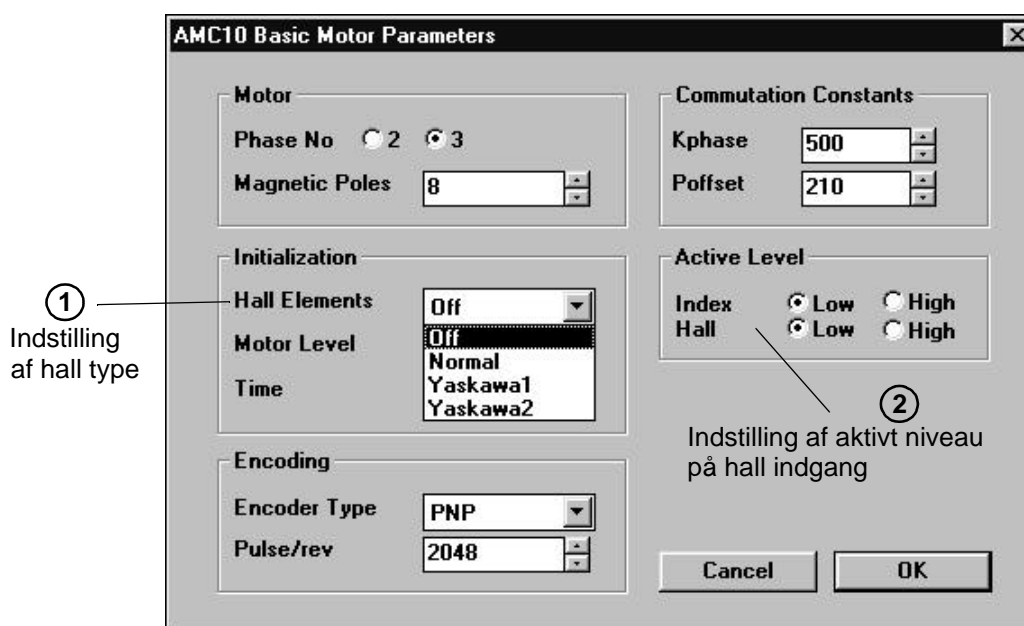 AMC10 Basic Motor Parameters
Motor
Phase No 2 3
Magnetic Poles 8
Commutation Constants
Kphase 500
Poffset 210
Initialization
Hall Elements Off
Off
Normal
Yaskawa1
Yaskawa2
Motor Level
Time
Active Level
Index Low High
Hall Low High
1
Indstilling
af hall type
2
Indstilling af aktivt niveau
på hall indgang
Encoding
Encoder Type PNP
Pulse/rev 2048
Cancel OK